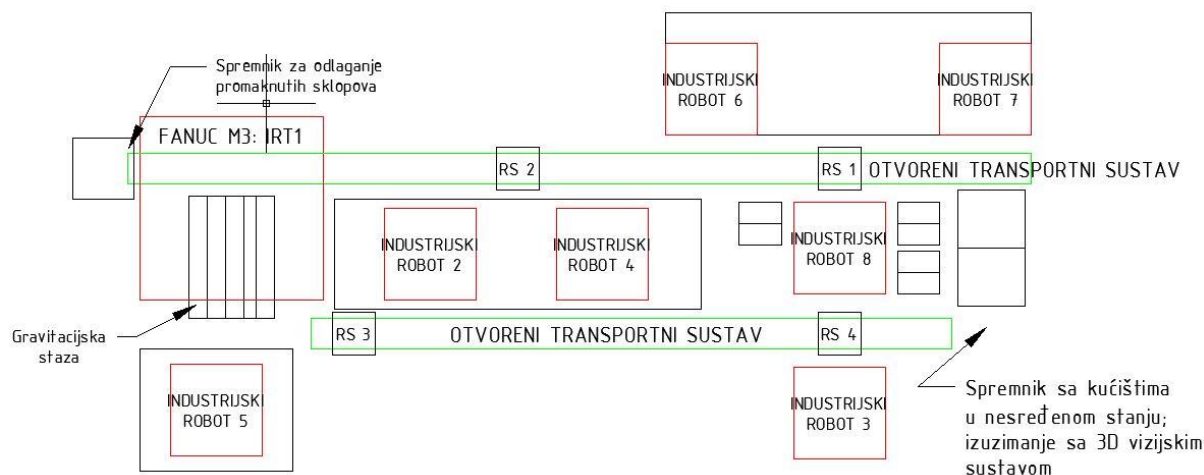 Spremnik za odlaganje
promaknutih sklopova
FANUC M3: IRT1
INDUSTRIJSKI
ROBOT 6
INDUSTRIJSKI
ROBOT 7
RS 2
RS 1
OTVORENI TRANSPORTNI SUSTAV
INDUSTRIJSKI
ROBOT 2
INDUSTRIJSKI
ROBOT 4
INDUSTRIJSKI
ROBOT 8
Gravitacijska
staza
RS 3
OTVORENI TRANSPORTNI SUSTAV
RS 4
INDUSTRIJSKI
ROBOT 5
INDUSTRIJSKI
ROBOT 3
Spremnik sa kućištima
u nesređenom stanju;
izuzimanje sa 3D vizijskim
sustavom